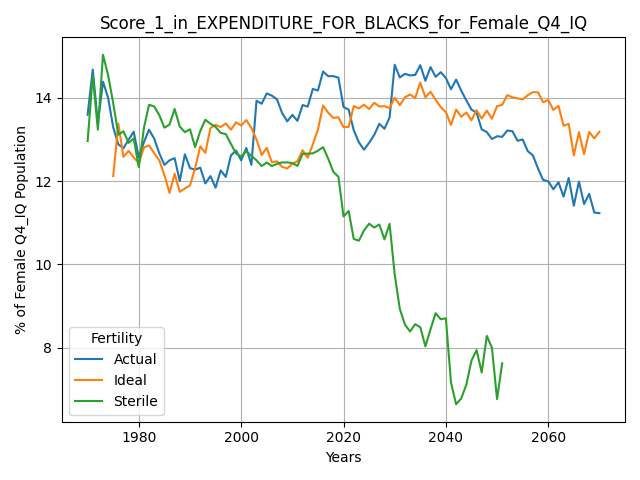 Score_1_in_EXPENDITURE_FOR_BLACKS_for_Female_Q4_IQ
% of Female Q4_IQ Population
14
12
10
8
Fertility
Actual
Ideal
Sterile
1980 2000 2020 2040 2060
Years